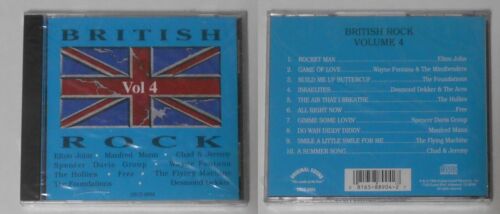 BRITISH
Vol 4
ROCK
Elton John · Manfred Mann · Chad & Jeremy
Spencer Davis Group · Wayne Fontana
The Hollies · Free · The Flying Machine
The Foundations Desmond Dekker
BRITISH ROCK
VOLUME 4
1. ROCKET MAN Elton John
2. GAME OF LOVE Wayne Fontana & The Mindbenders
3. BUILD ME UP BUTTERCUP The Foundations
4. ISRAELITES Desmond Dekker & The Aces
5. THE AIR THAT I BREATHE The Hollies
6. ALL RIGHT NOW Free
7. GIMME SOME LOVIN' Spencer Davis Group
8. DO WAH DIDDY DIDDY Manfred Mann
9. SMILE A LITTLE SMILE FOR ME The Flying Machine
10. A SUMMER SONG Chad & Jeremy
ORIGINAL SOUND